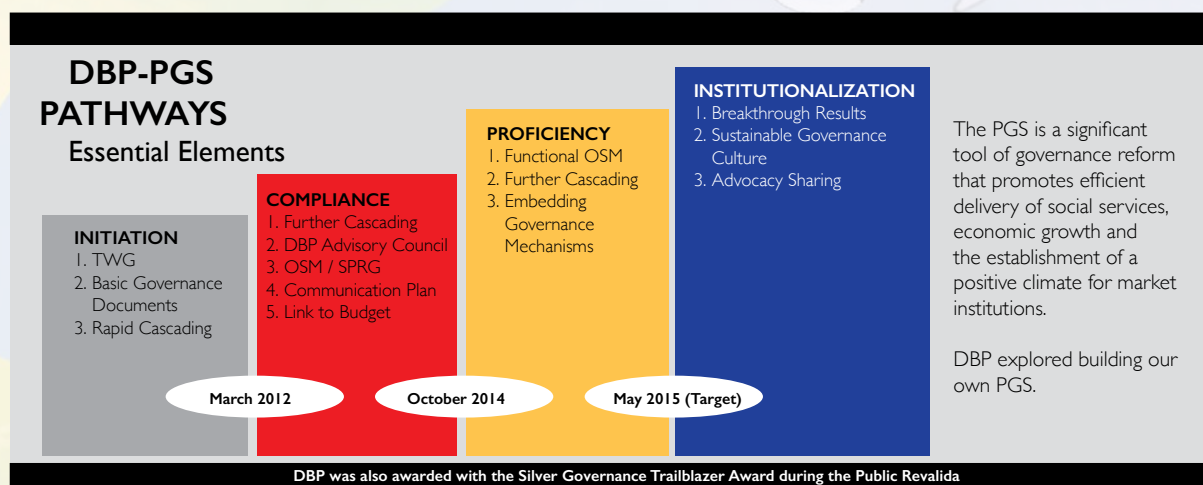 DBP-PGS
PATHWAYS
Essential Elements
INITIATION
1. TWG
2. Basic Governance
Documents
3. Rapid Cascading
COMPLIANCE
1. Further Cascading
2. DBP Advisory Council
3. OSM / SPRG
4. Communication Plan
5. Link to Budget
PROFICIENCY
1. Functional OSM
2. Further Cascading
3. Embedding
Governance
Mechanisms
INSTITUTIONALIZATION
1. Breakthrough Results
2. Sustainable Governance
Culture
3. Advocacy Sharing
March 2012
October 2014
May 2015 (Target)
The PGS is a significant
tool of governance reform
that promotes efficient
delivery of social services,
economic growth and
the establishment of a
positive climate for market
institutions.
DBP explored building our
own PGS.
DBP was also awarded with the Silver Governance Trailblazer Award during the Public Revalida